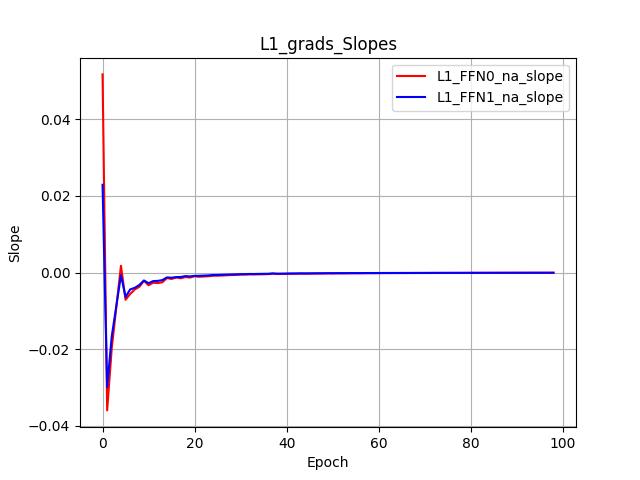 L1_grads_Slopes
L1_FFN0_na_slope
L1_FFN1_na_slope
0.04
0.02
0.00
−0.02
−0.04
Slope
0 20 40 60 80 100
Epoch